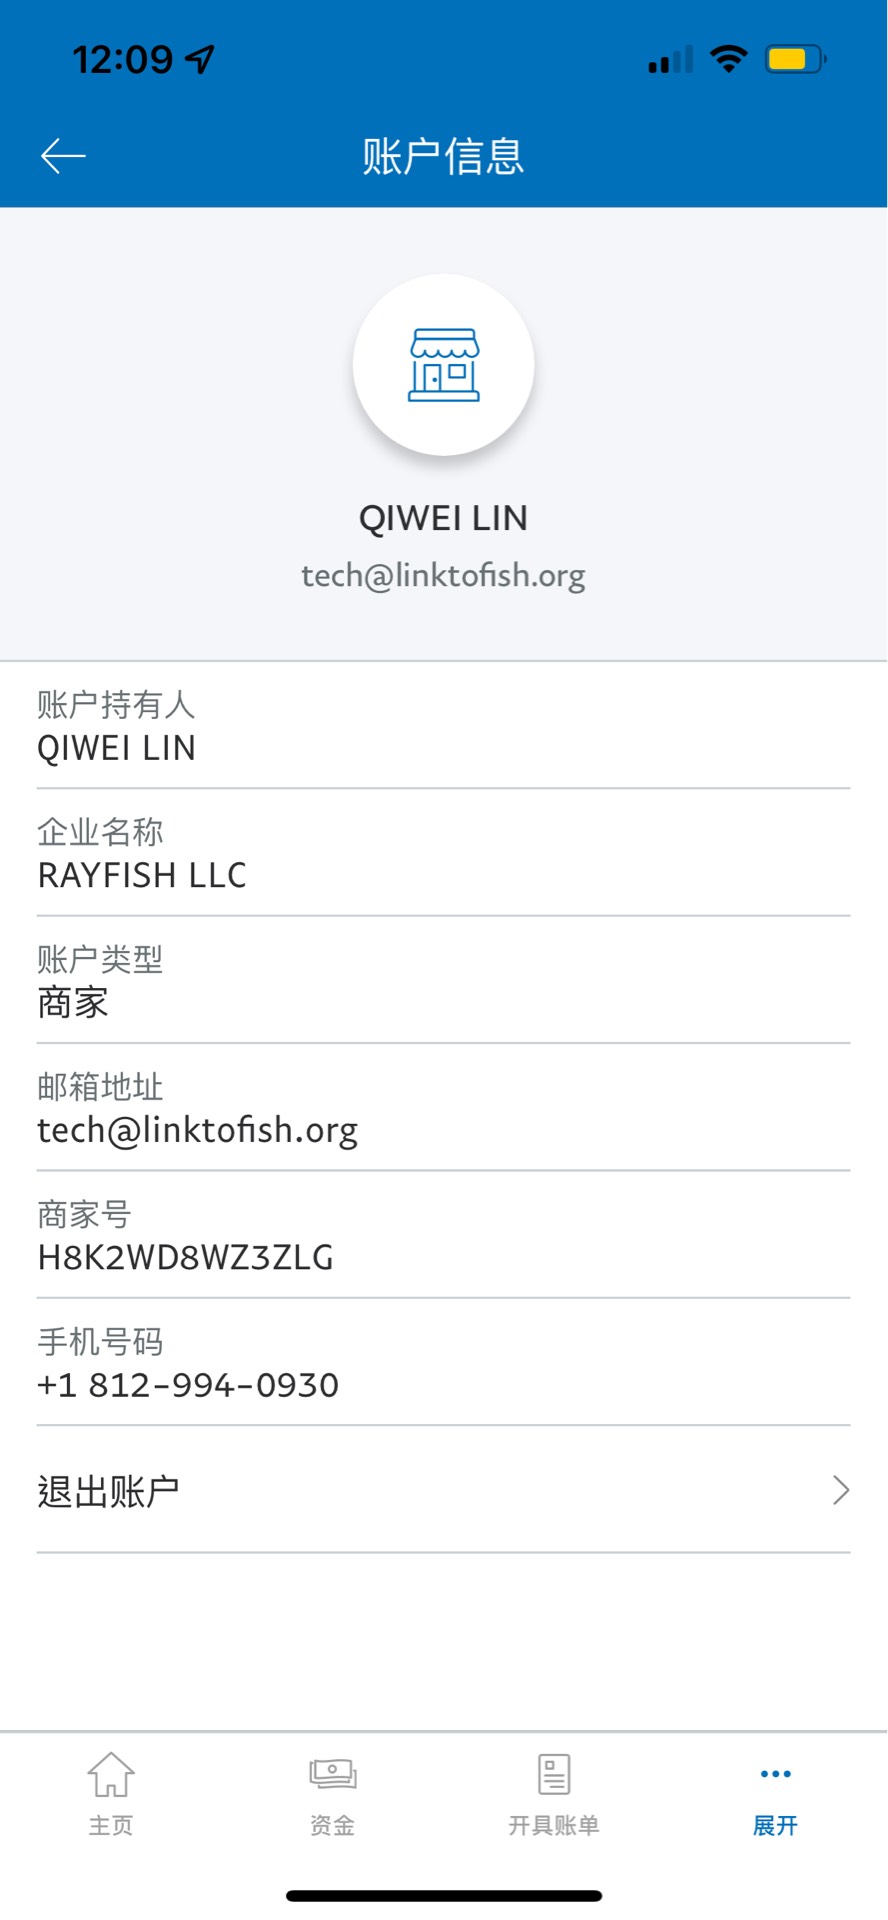 12:09
账户信息
QIWEI LIN
tech@linktofish.org
账户持有人
QIWEI LIN
企业名称
RAYFISH LLC
账户类型
商家
邮箱地址
tech@linktofish.org
商家号
H8K2WD8WZ3ZLG
手机号码
+1 812-994-0930
退出账户
主页
资金
开具账单
展开